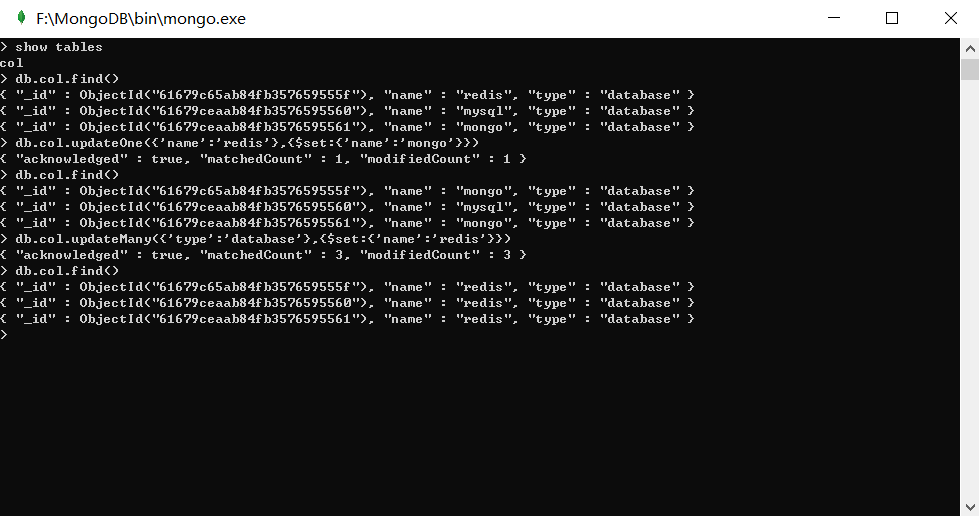 F:\MongoDB\bin\mongo.exe
> show tables
col
> db.col.find()
{ "_id" : ObjectId("61679c65ab84fb357659555f"), "name" : "redis", "type" : "database" }
{ "_id" : ObjectId("61679ceaab84fb3576595560"), "name" : "mysql", "type" : "database" }
{ "_id" : ObjectId("61679ceaab84fb3576595561"), "name" : "mongo", "type" : "database" }
> db.col.updateOne({'name':'redis'},{$set:{'name':'mongo'}})
{ "acknowledged" : true, "matchedCount" : 1, "modifiedCount" : 1 }
> db.col.find()
{ "_id" : ObjectId("61679c65ab84fb357659555f"), "name" : "mongo", "type" : "database" }
{ "_id" : ObjectId("61679ceaab84fb3576595560"), "name" : "mysql", "type" : "database" }
{ "_id" : ObjectId("61679ceaab84fb3576595561"), "name" : "mongo", "type" : "database" }
> db.col.updateMany({'type':'database'},{$set:{'name':'redis'}})
{ "acknowledged" : true, "matchedCount" : 3, "modifiedCount" : 3 }
> db.col.find()
{ "_id" : ObjectId("61679c65ab84fb357659555f"), "name" : "redis", "type" : "database" }
{ "_id" : ObjectId("61679ceaab84fb3576595560"), "name" : "redis", "type" : "database" }
{ "_id" : ObjectId("61679ceaab84fb3576595561"), "name" : "redis", "type" : "database" }
>